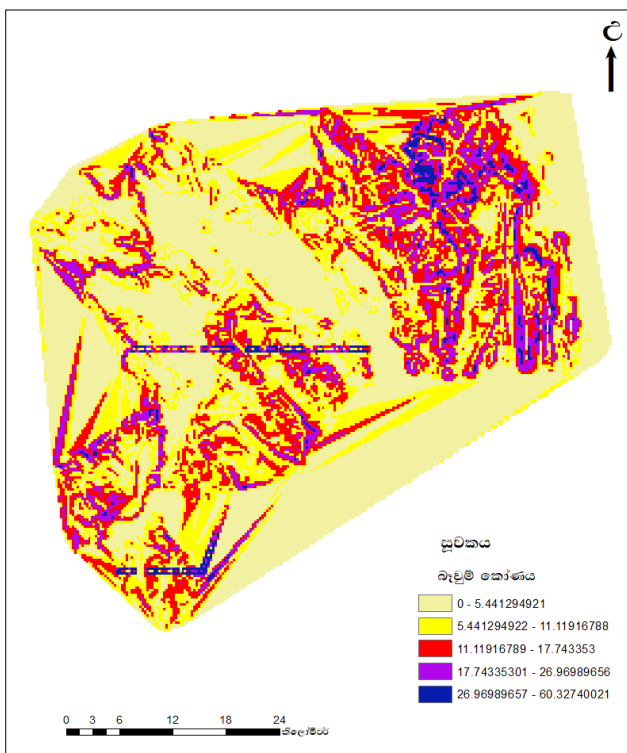 උ
සූචකය
බෑවුම් කෝණය
0 - 5.441294921
5.441294922 - 11.11916788
11.11916789 - 17.743353
17.74335301 - 26.96989656
26.96989657 - 60.32740021
0 3 6 12 18 24
කිලෝමීටර්